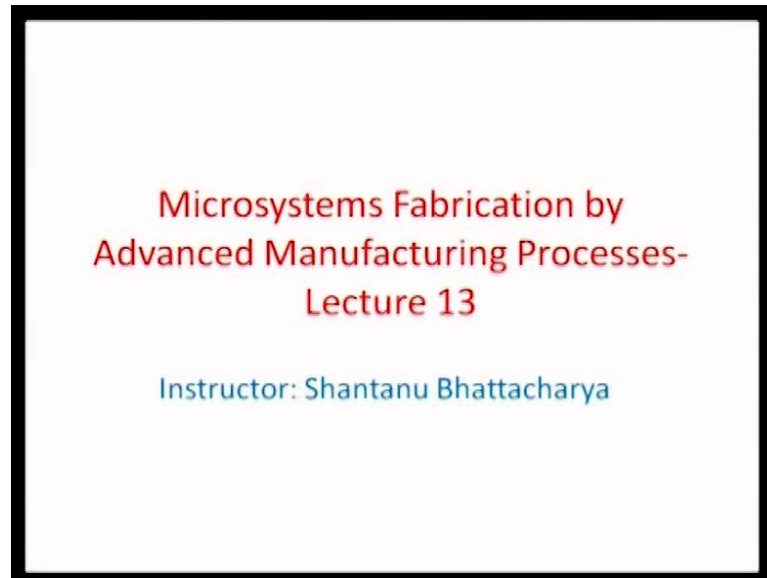 Microsystems Fabrication by
Advanced Manufacturing Processes-
Lecture 13
Instructor: Shantanu Bhattacharya